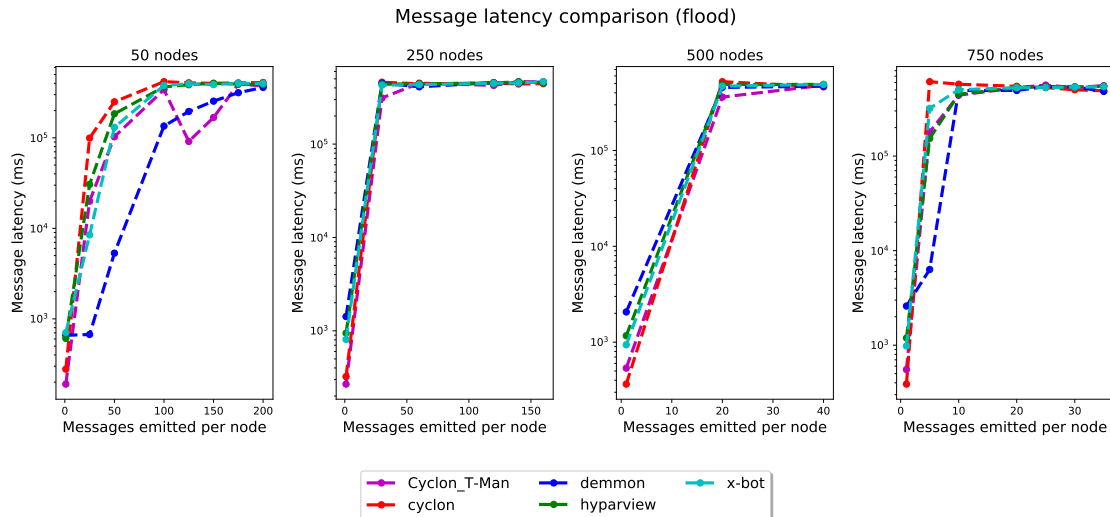 Message latency comparison (flood)
50 nodes
250 nodes
500 nodes
750 nodes
Message latency (ms)
10^5
10^4
10^3
0 50 100 150 200
Messages emitted per node
Message latency (ms)
10^5
10^4
10^3
0 50 100 150
Messages emitted per node
Message latency (ms)
10^5
10^4
10^3
0 10 20 30 40
Messages emitted per node
Message latency (ms)
10^5
10^4
10^3
0 10 20 30
Messages emitted per node
Cyclon_T-Man
cyclon
demmon
hyparview
x-bot